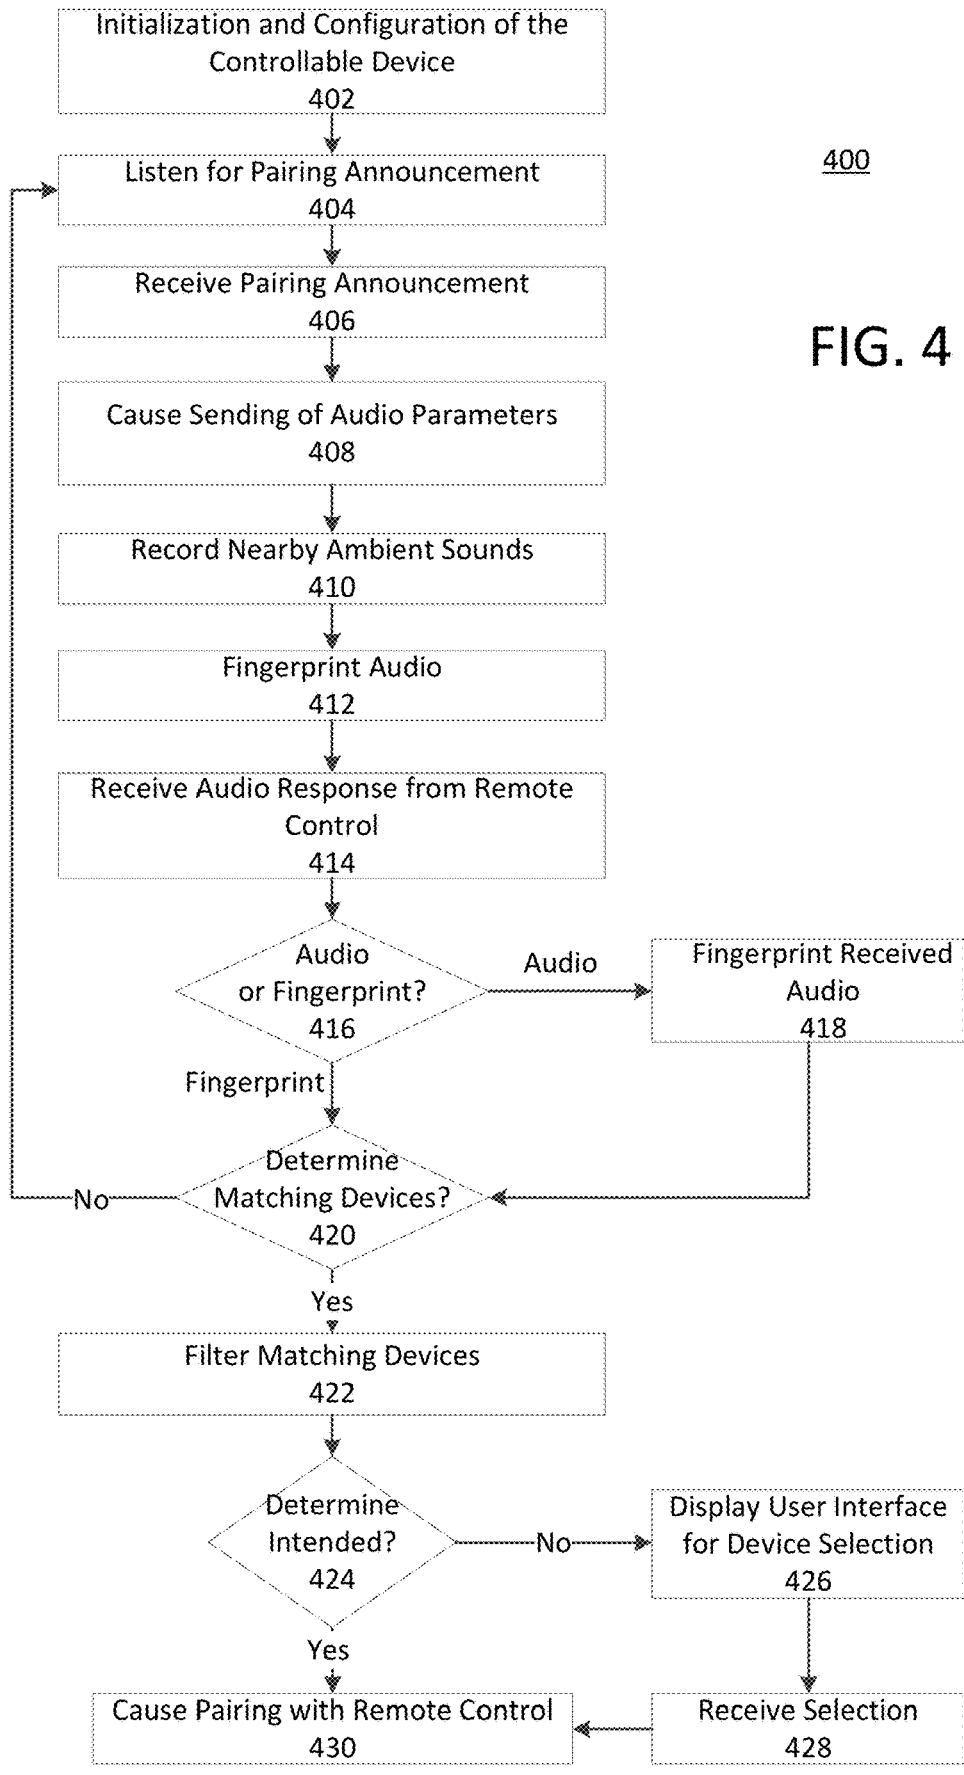 Initialization and Configuration of the
Controllable Device
402
Listen for Pairing Announcement
404
400
Receive Pairing Announcement
406
FIG. 4
Cause Sending of Audio Parameters
408
Record Nearby Ambient Sounds
410
Fingerprint Audio
412
Receive Audio Response from Remote
Control
414
Audio
or Fingerprint?
416
Audio
Fingerprint Received
Audio
418
Fingerprint
Determine
Matching Devices?
420
No
Yes
Filter Matching Devices
422
Determine
Intended?
424
No
Display User Interface
for Device Selection
426
Yes
Cause Pairing with Remote Control
430
Receive Selection
428